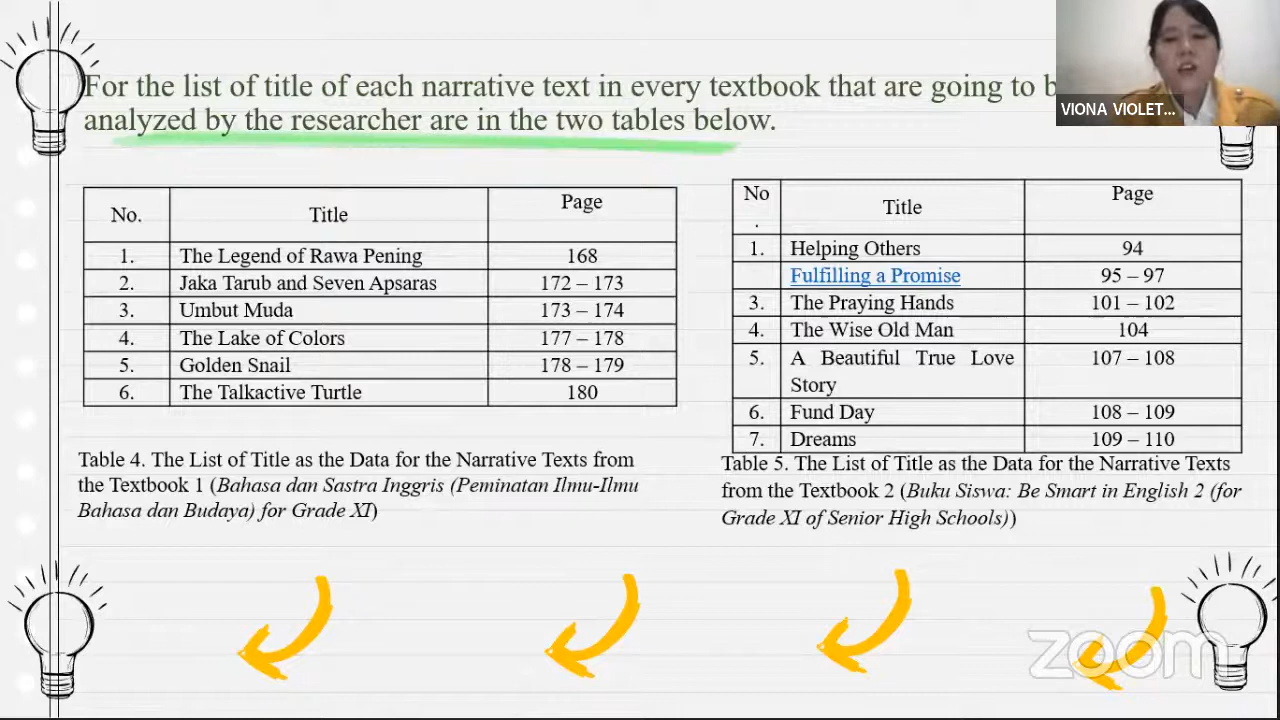 For the list of title of each narrative text in every textbook that are going to b
analyzed by the researcher are in the two tables below.
VIONA VIOLET...
No. Title Page
1. The Legend of Rawa Pening 168
2. Jaka Tarub and Seven Apsaras 172 – 173
3. Umbut Muda 173 – 174
4. The Lake of Colors 177 – 178
5. Golden Snail 178 – 179
6. The Talkactive Turtle 180
Table 4. The List of Title as the Data for the Narrative Texts from
the Textbook 1 (Bahasa dan Sastra Inggris (Peminatan Ilmu-Ilmu
Bahasa dan Budaya) for Grade XI)
No
. Title Page
1. Helping Others 94
Fulfilling a Promise 95 – 97
3. The Praying Hands 101 – 102
4. The Wise Old Man 104
5. A Beautiful True Love 107 – 108
Story
6. Fund Day 108 – 109
7. Dreams 109 – 110
Table 5. The List of Title as the Data for the Narrative Texts
from the Textbook 2 (Buku Siswa: Be Smart in English 2 (for
Grade XI of Senior High Schools))
zoom